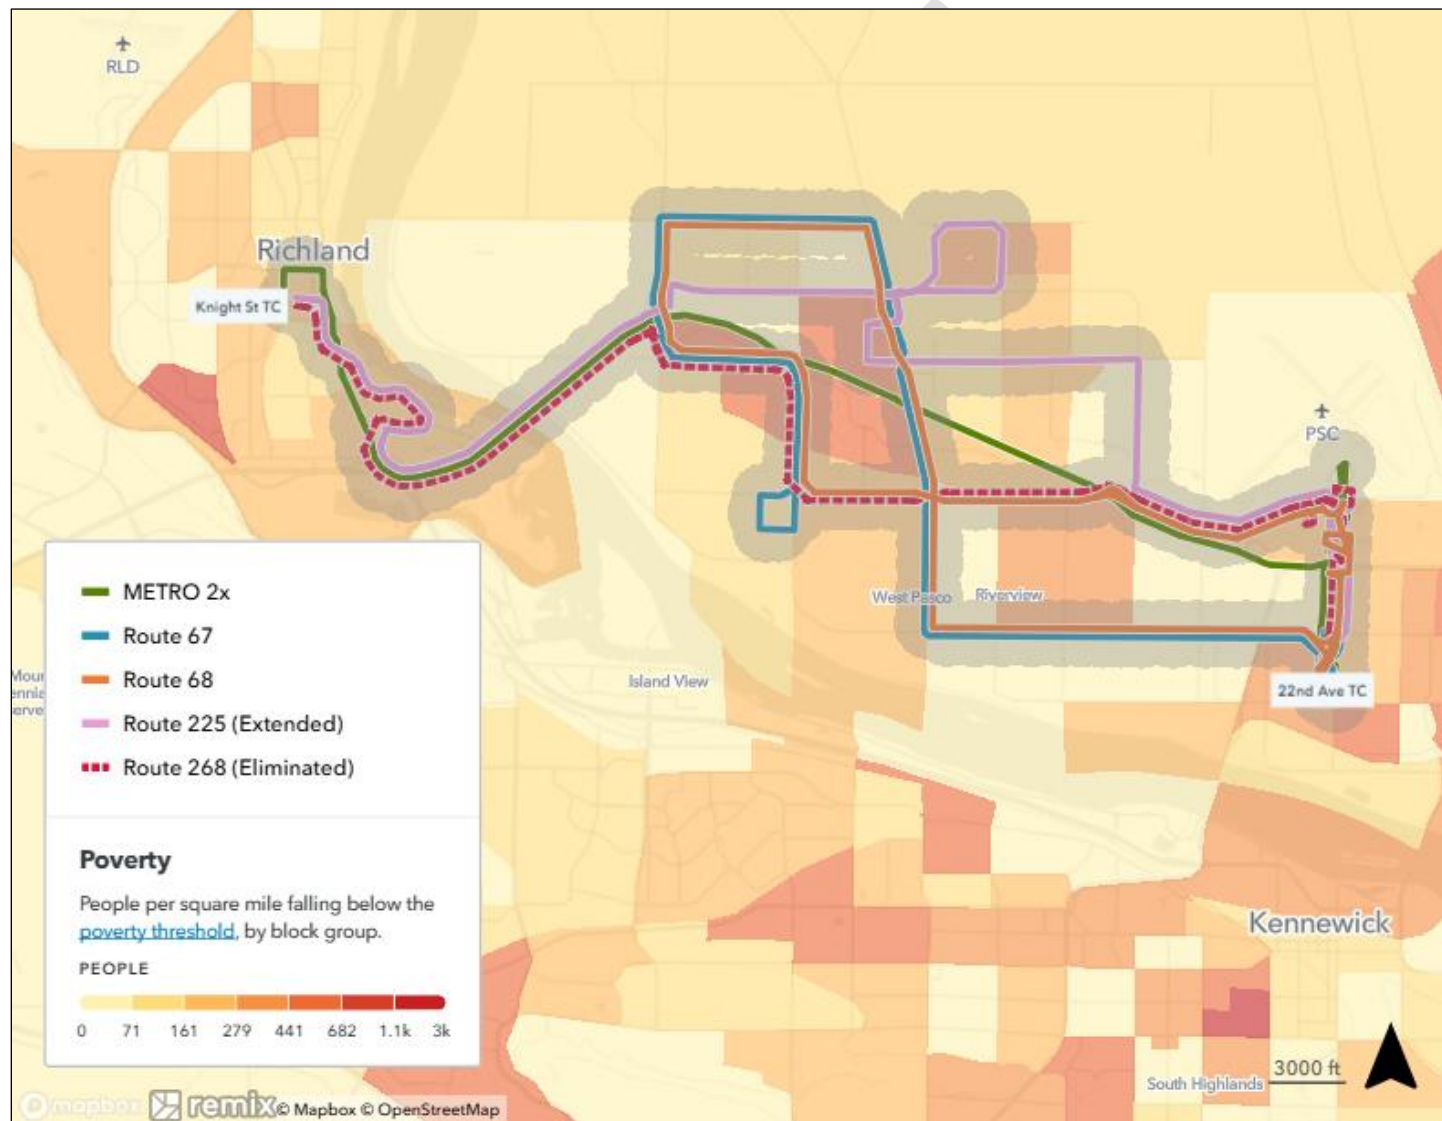 RLD
Richland
Knight St TC
PSC
West Pasco
Riverview
Island View
22nd Ave TC
METRO 2x
Route 67
Route 68
Route 225 (Extended)
Route 268 (Eliminated)
Poverty
People per square mile falling below the
poverty threshold, by block group.
PEOPLE
0 71 161 279 441 682 1.1k 3k
Kennewick
South Highlands
3000 ft
mapbox remix © Mapbox © OpenStreetMap